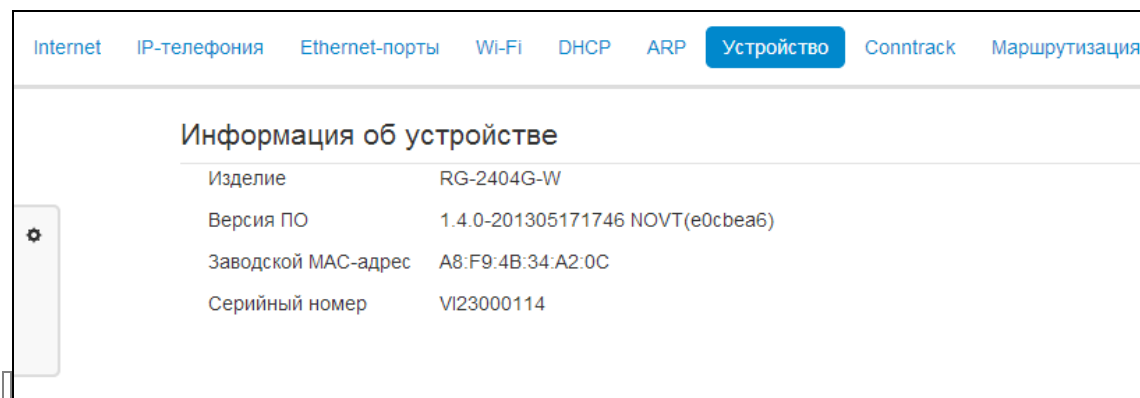 Internet IP-телефония Ethernet-порты Wi-Fi DHCP ARP Устройство Conntrack Маршрутизация
Информация об устройстве
Изделие RG-2404G-W
Версия ПО 1.4.0-201305171746 NOVT(e0cbea6)
Заводской MAC-адрес A8:F9:4B:34:A2:0C
Серийный номер VI23000114